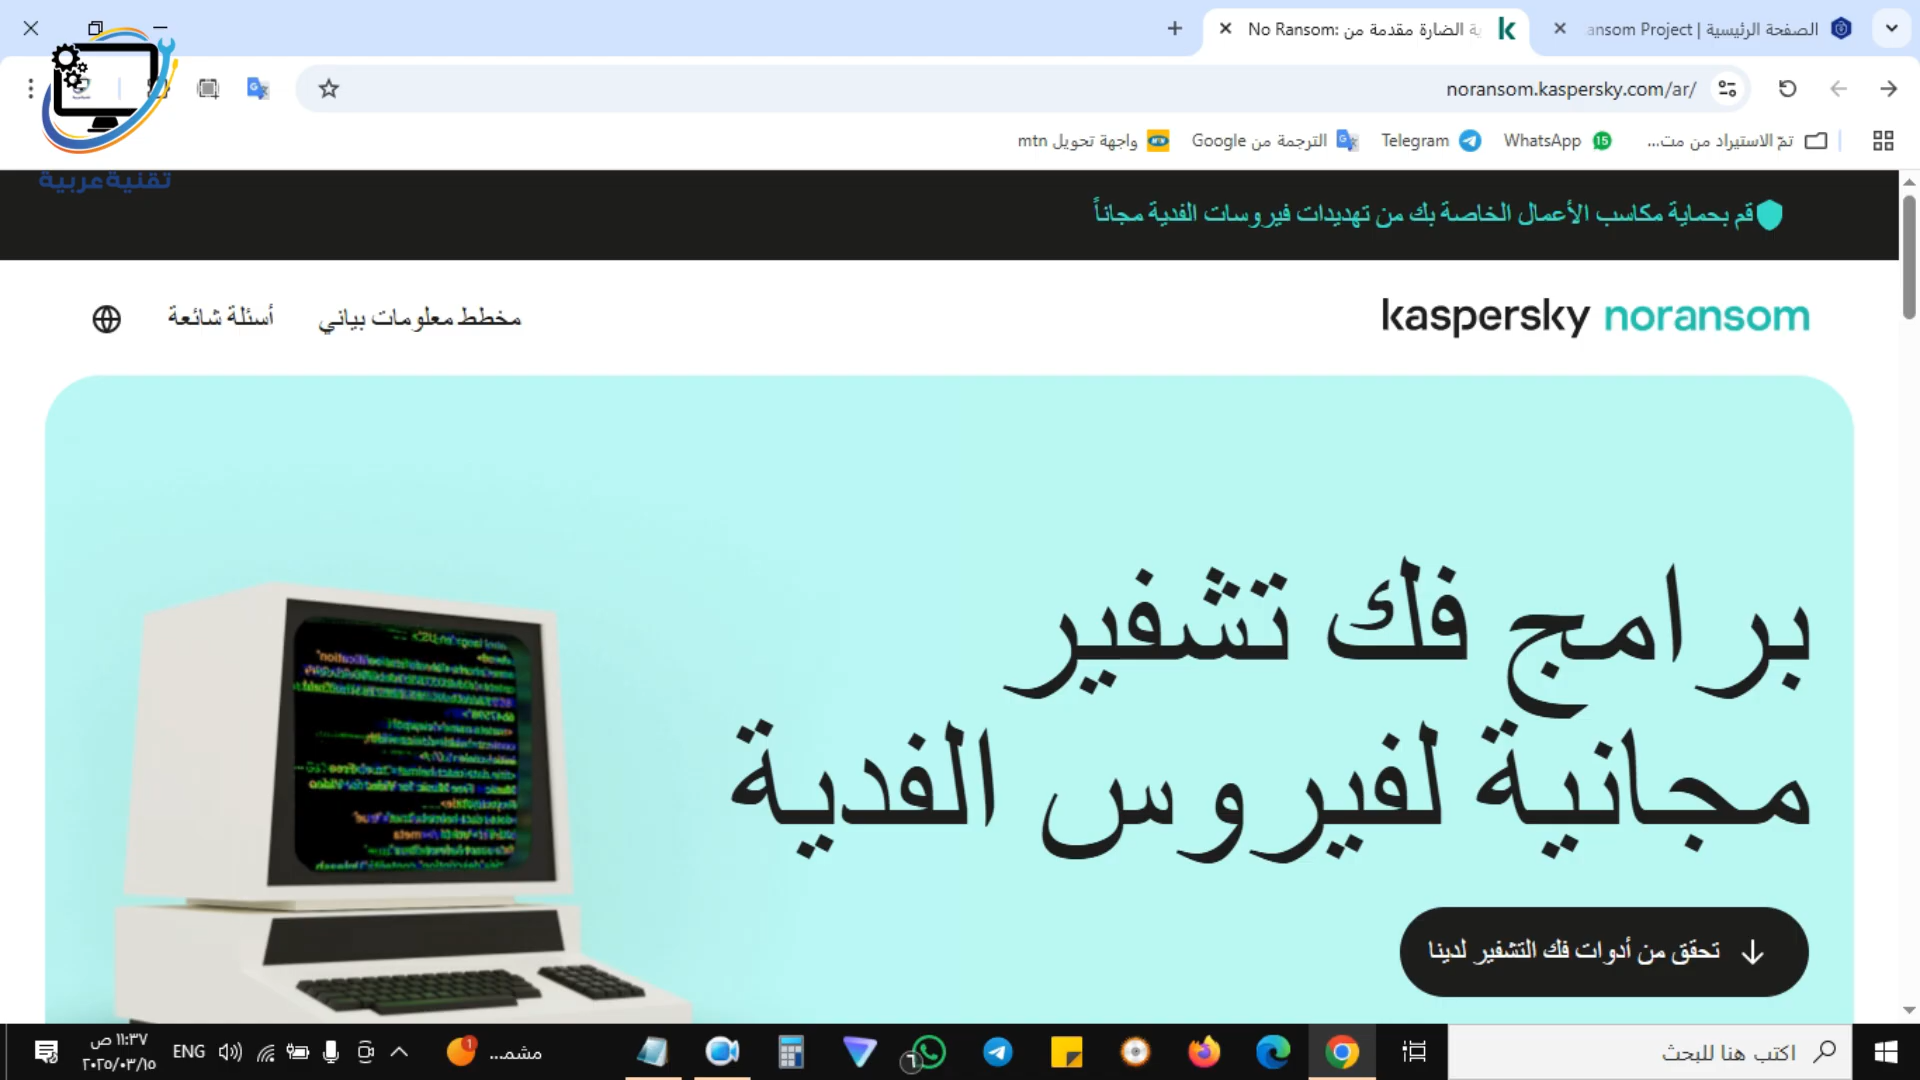 الصفحة الرئيسية | ansom Project
No Ransom: ية الضارة مقدمة من
noransom.kaspersky.com/ar/
تمّ الاستيراد من مت...
WhatsApp
Telegram
الترجمة من Google
واجهة تحويل mtn
تقنية عربية
قم بحماية مكاسب الأعمال الخاصة بك من تهديدات فيروسات الفدية مجاناً
kaspersky noransom
مخطط معلومات بياني
أسئلة شائعة
برامج فك تشفير
مجانية لفيروس الفدية
تحقق من أدوات فك التشفير لدينا
اكتب هنا للبحث
مشمـ...
ENG
١١:٣٧ ص
٢٠٢٥/٠٣/١٥